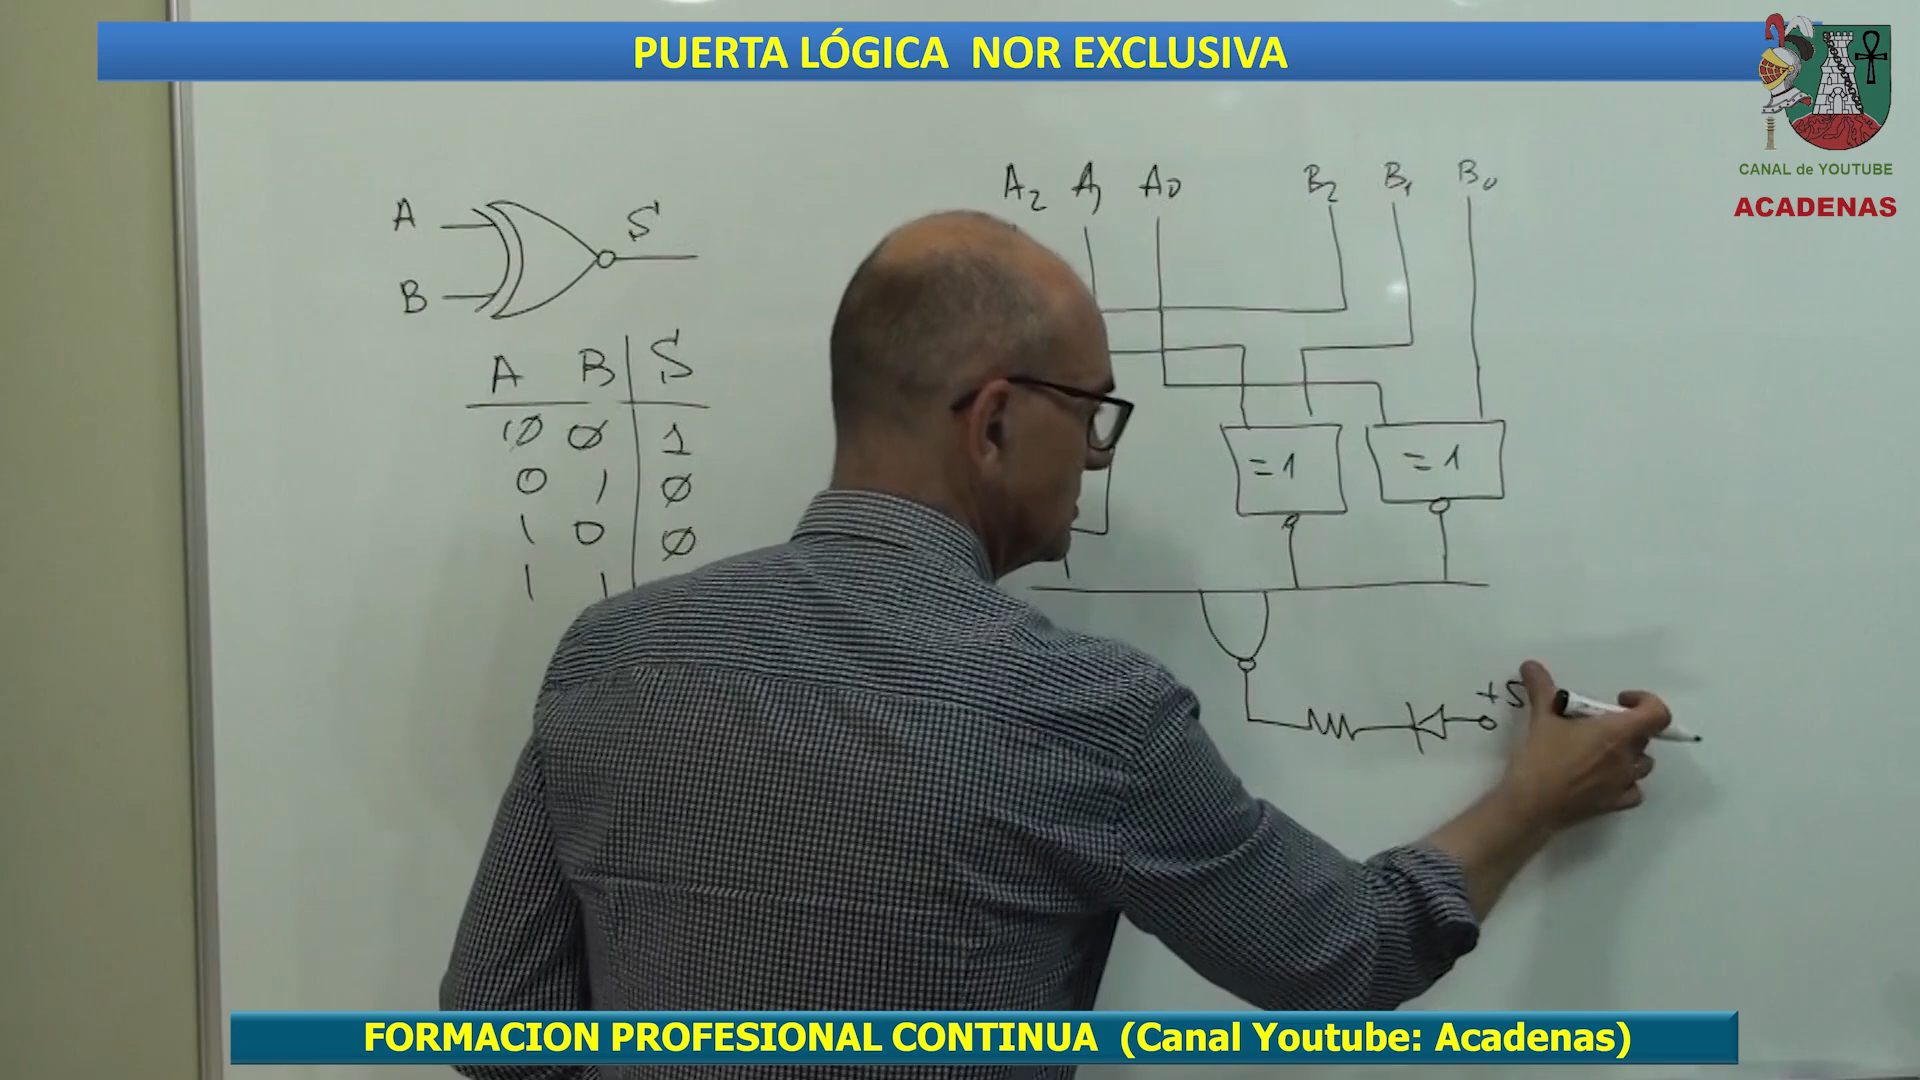 PUERTA LÓGICA NOR EXCLUSIVA
CANAL de YOUTUBE
ACADENAS
A
B
S
A B S
0 0 1
0 1 0
1 0 0
1 1
A2 A1 A0 B2 B1 B0
=1 =1
+5
FORMACION PROFESIONAL CONTINUA (Canal Youtube: Acadenas)